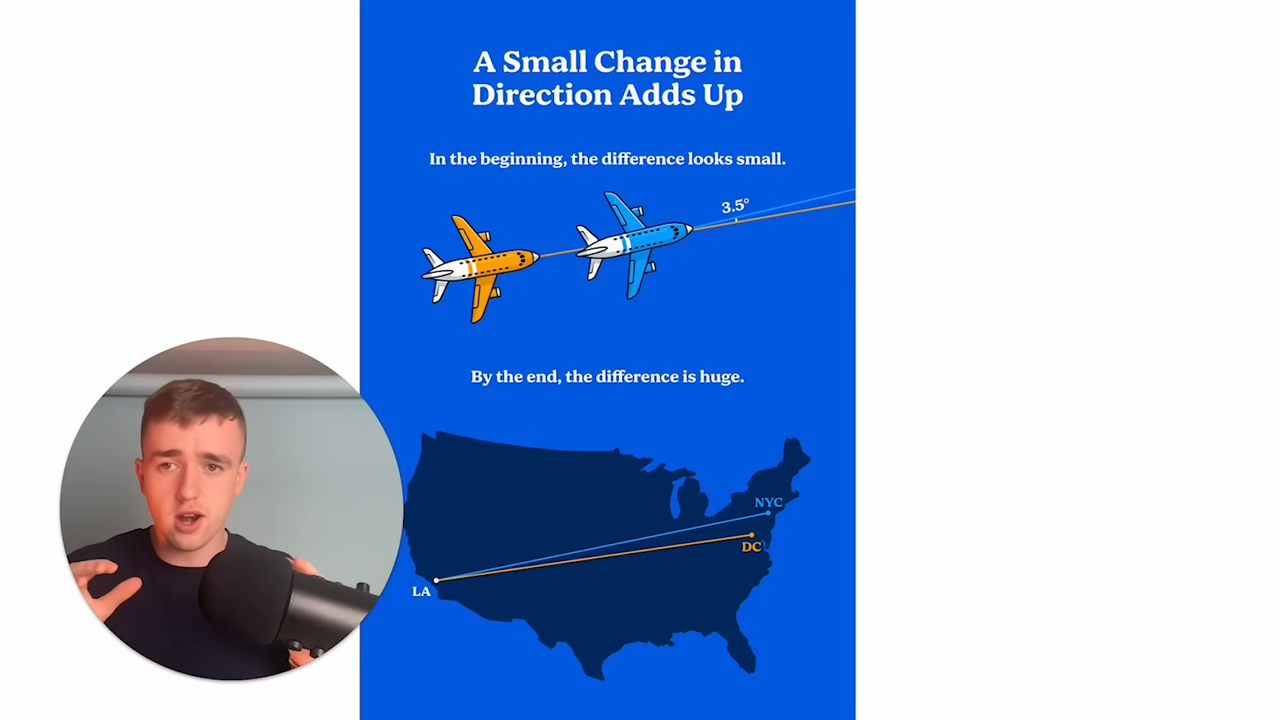 A Small Change in
Direction Adds Up
In the beginning, the difference looks small.
3.5°
By the end, the difference is huge.
NYC
DC
LA